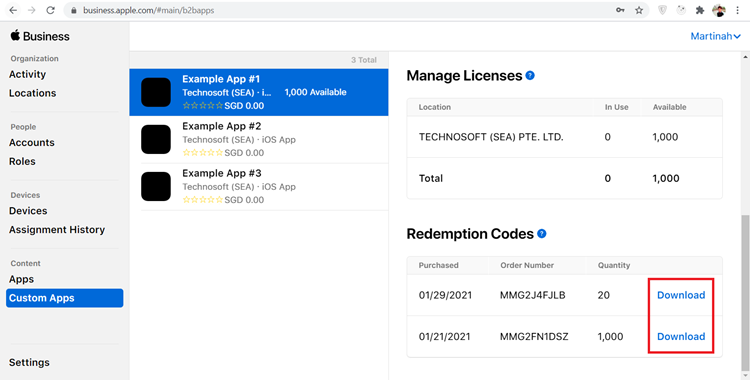 business.apple.com/#main/b2bapps
Business
Martinah
Organization
Activity
Locations
People
Accounts
Roles
Devices
Devices
Assignment History
Content
Apps
Custom Apps
Settings
3 Total
Example App #1
Technosoft (SEA) · i... 1,000 Available
☆☆☆☆☆ SGD 0.00
Example App #2
Technosoft (SEA) · iOS App
☆☆☆☆☆ SGD 0.00
Example App #3
Technosoft (SEA) · iOS App
☆☆☆☆☆ SGD 0.00
Manage Licenses ?
Location In Use Available
TECHNOSOFT (SEA) PTE. LTD. 0 1,000
Total 0 1,000
Redemption Codes ?
Purchased Order Number Quantity
01/29/2021 MMG2J4FJLB 20 Download
01/21/2021 MMG2FN1DSZ 1,000 Download